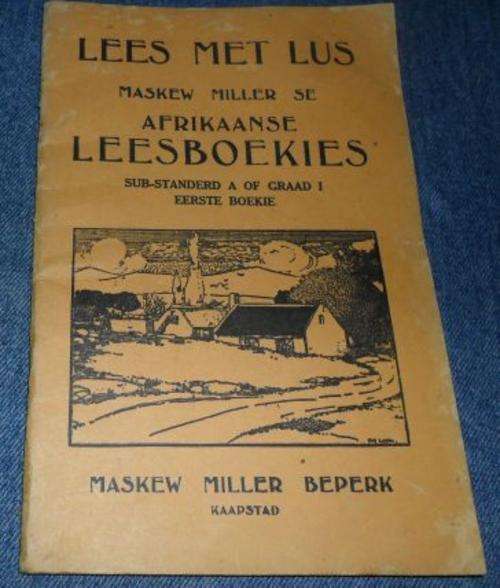 LEES MET LUS
MASKEW MILLER SE
AFRIKAANSE
LEESBOEKIES
SUB-STANDERD A OF GRAAD I
EERSTE BOEKIE
MASKEW MILLER BEPERK
KAAPSTAD